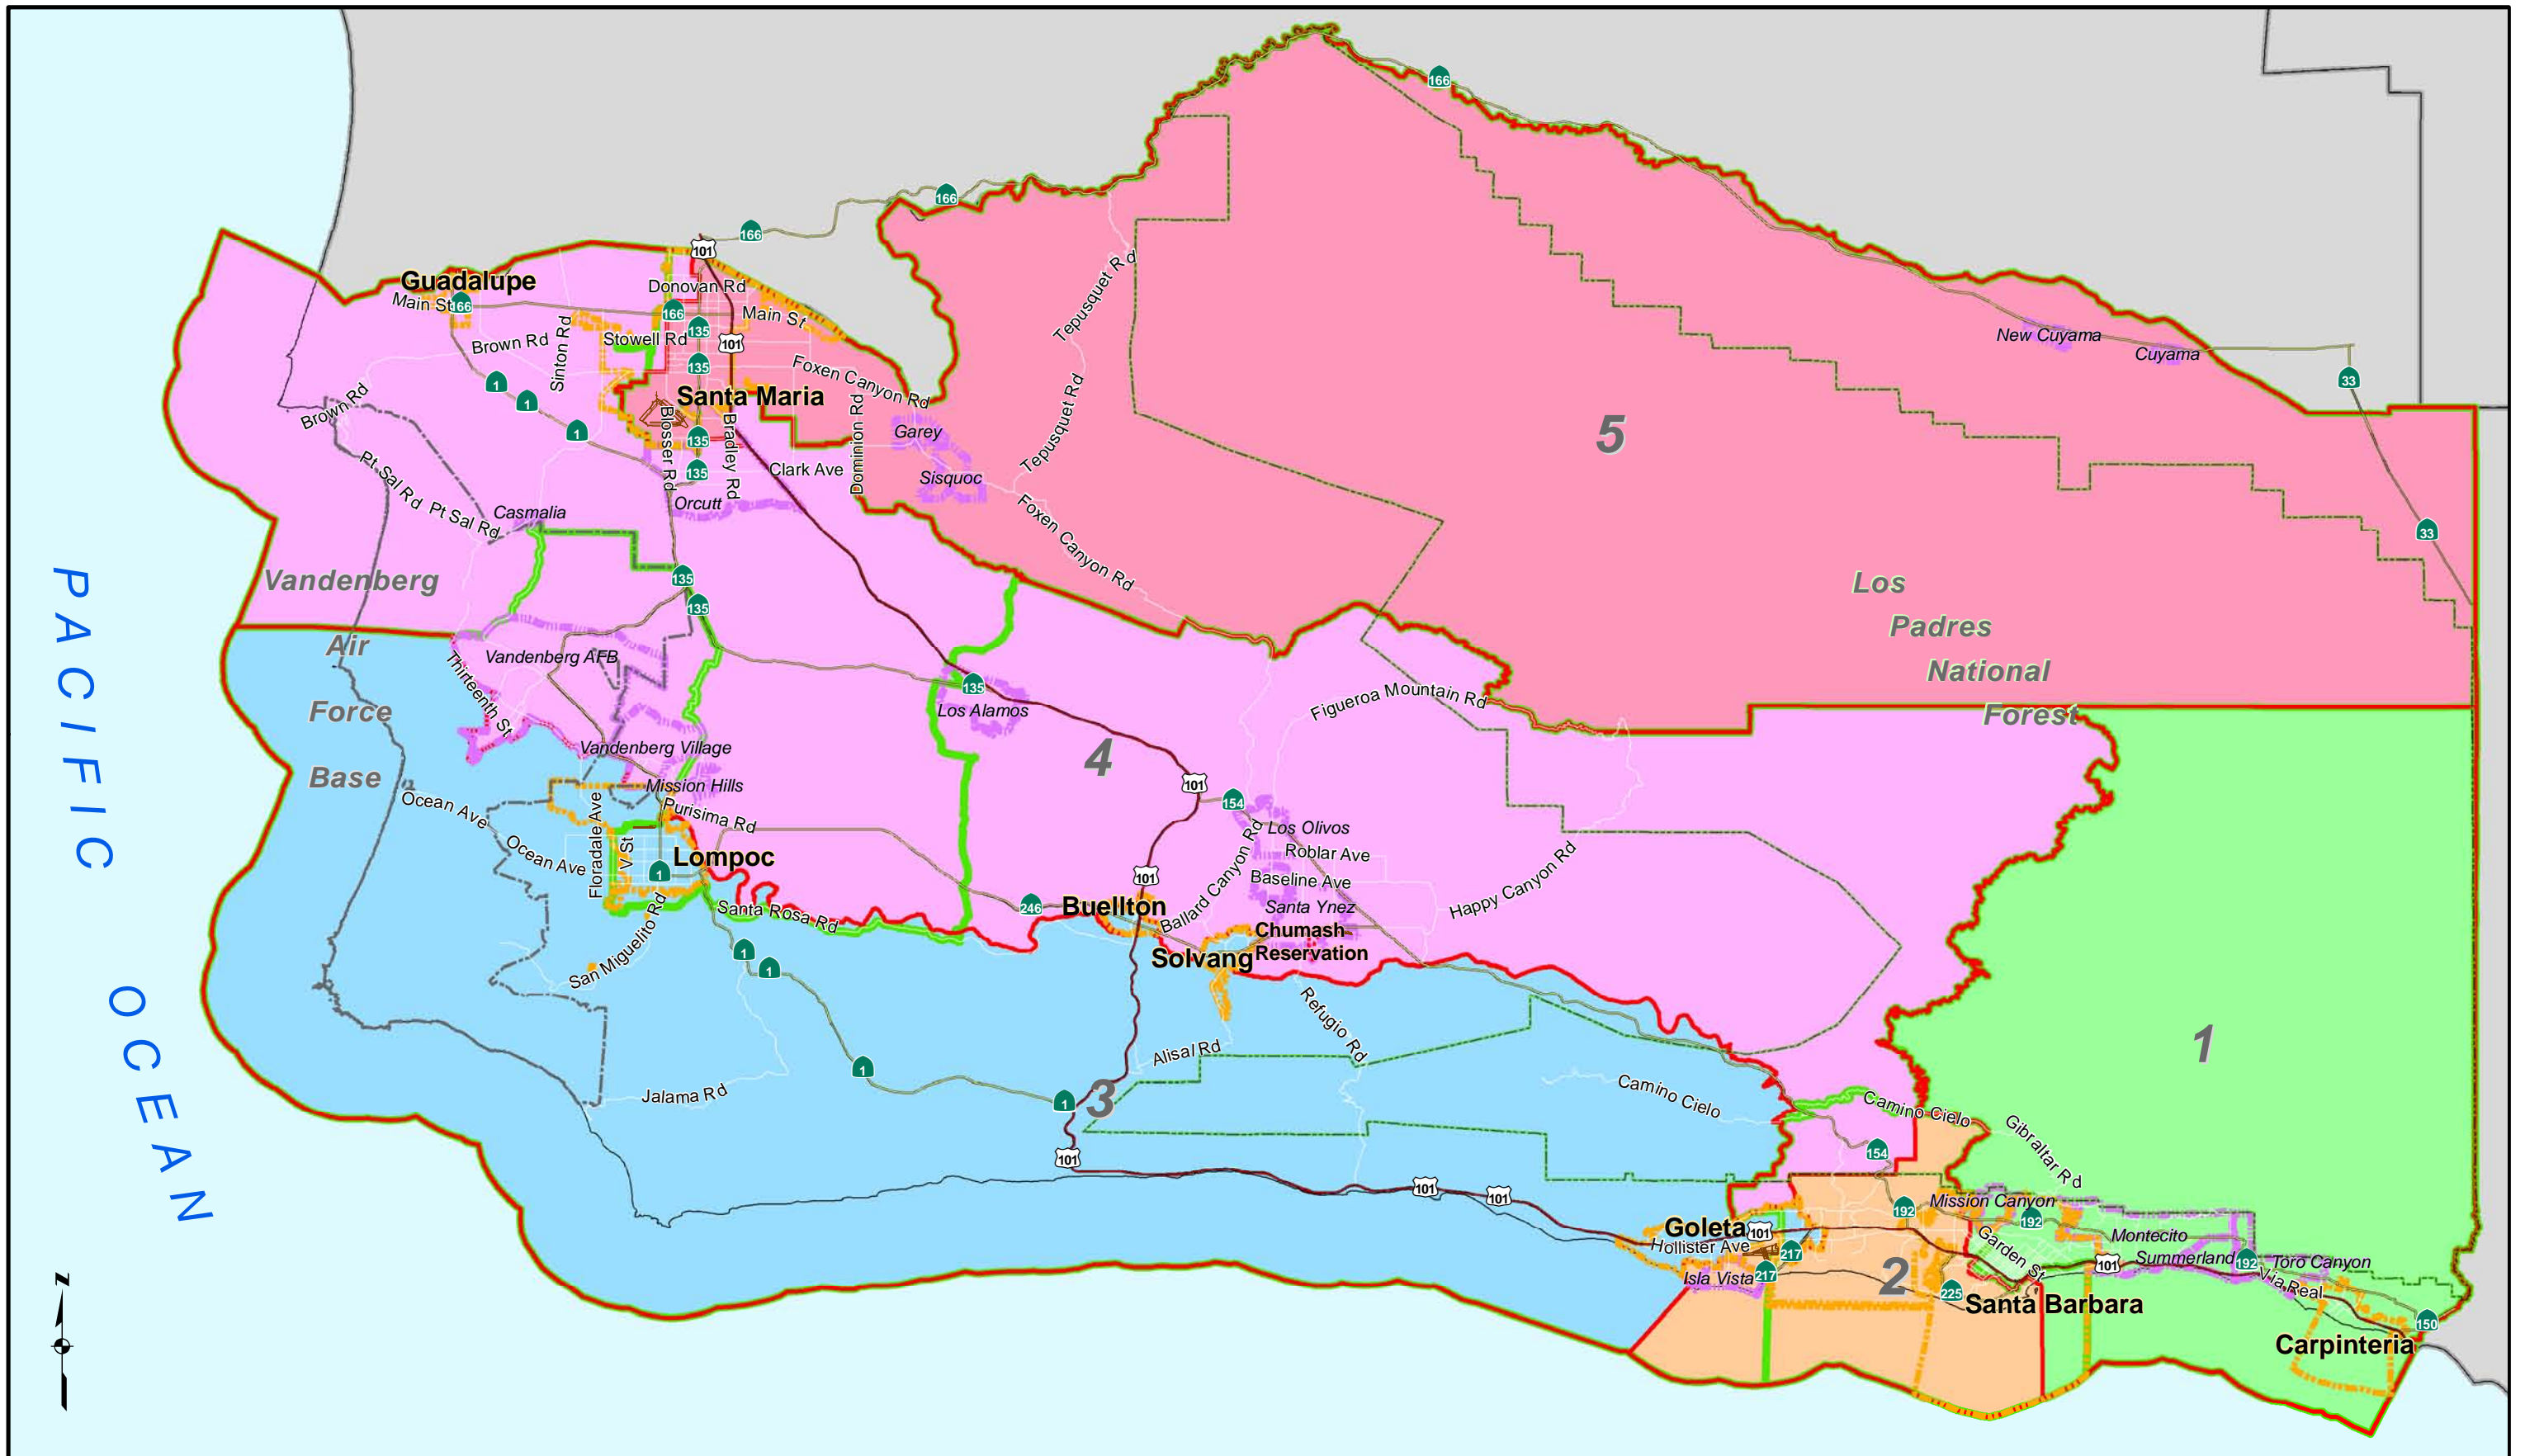 166
166
166
101
Guadalupe
Main St
166
Donovan Rd
166
Main St
135
Stowell Rd
101
Brown Rd
Sinton Rd
135
Foxen Canyon Rd
Santa Maria
1
1
1
Brown Rd
Blosser Rd
135
Bradley Rd
135
Clark Ave
Dominion Rd
Garey
Sisquoc
Orcutt
Tepusquet Rd
Tepusquet Rd
Foxen Canyon Rd
New Cuyama
Cuyama
33
33
5
Pt Sal Rd
Pt Sal Rd
Casmalia
135
135
Vandenberg
Air
Force
Base
Vandenberg AFB
Thirteenth St
Vandenberg Village
Mission Hills
Purisima Rd
135
Los Alamos
4
101
154
Figueroa Mountain Rd
Los
Padres
National
Forest
Ocean Ave
Ocean Ave
Floradale Ave
V St
Lompoc
1
101
Los Olivos
Roblar Ave
Baseline Ave
Ballard Canyon Rd
Santa Ynez
Happy Canyon Rd
246
Buellton
Chumash
Reservation
Solvang
Santa Rosa Rd
San Miguelito Rd
1
1
Refugio Rd
Alisal Rd
1
Jalama Rd
1
3
101
Camino Cielo
Camino Cielo
1
Gibraltar Rd
154
101
101
Mission Canyon
192
192
Goleta
101
Hollister Ave
217
Isla Vista
217
2
Garden St
Montecito
Summerland
101
192
Toro Canyon
Via Real
225
Santa Barbara
150
Carpinteria
PACIFIC
OCEAN
N